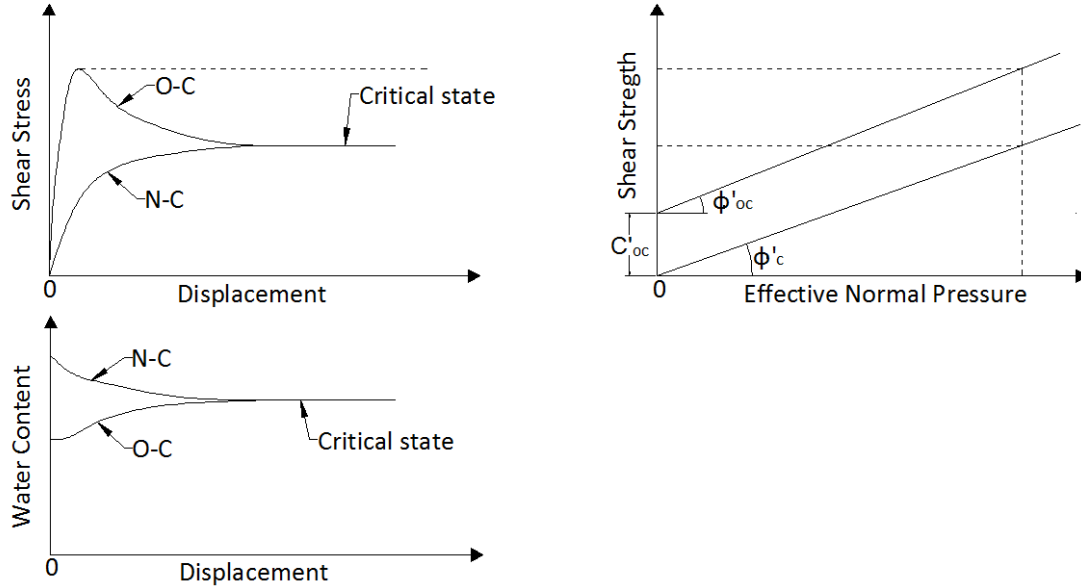 Shear Stress
O-C
Critical state
N-C
0
Displacement
Shear Stregth
ϕ'oc
C'oc
ϕ'c
0
Effective Normal Pressure
Water Content
N-C
Critical state
O-C
0
Displacement